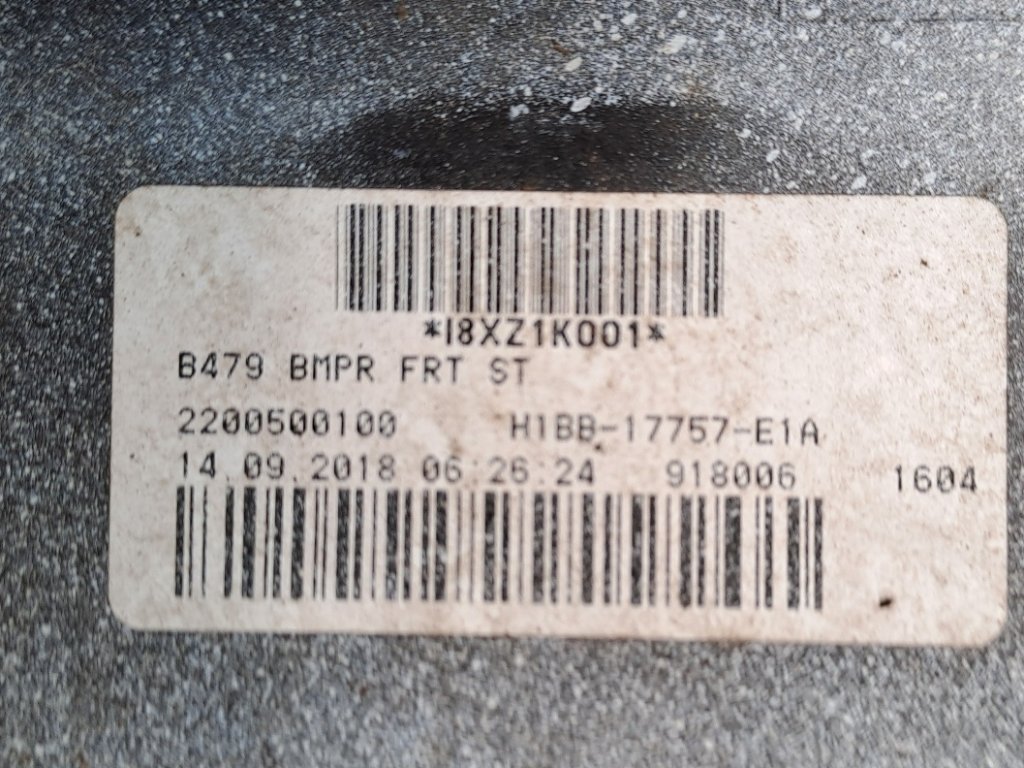 *I8XZ1K001*
B479 BMPR FRT ST
2200500100 H1BB-17757-E1A
14.09.2018 06:26:24 918006 1604